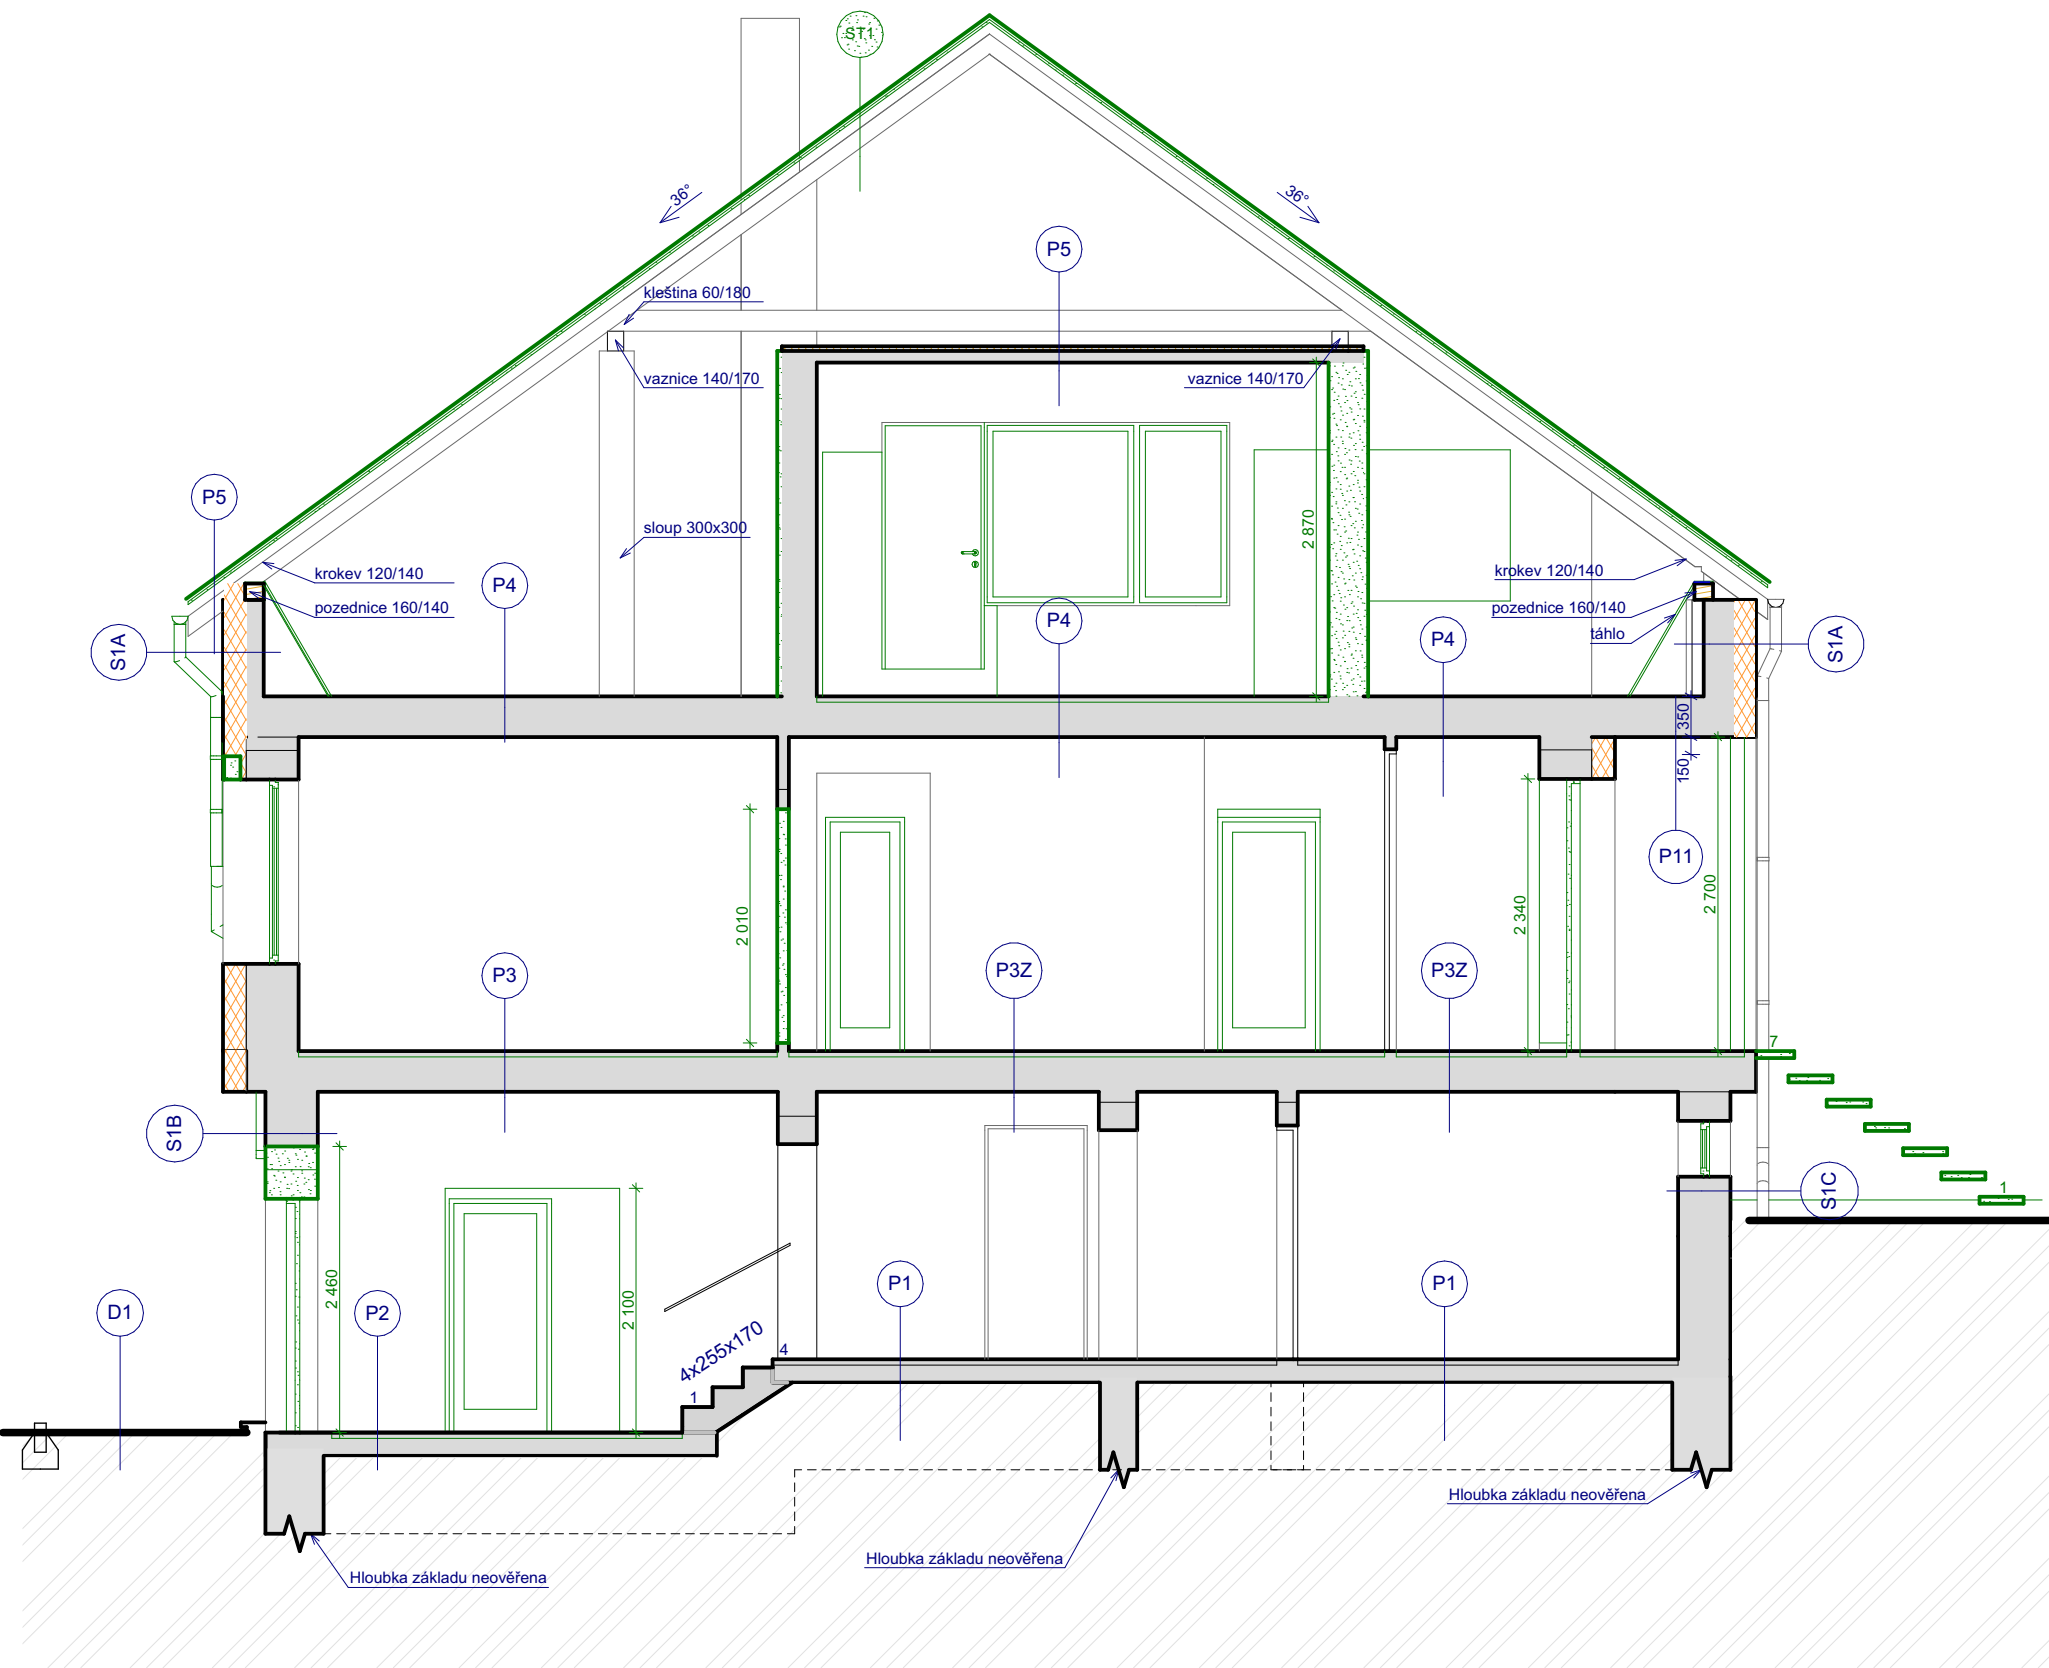 ST1
36°
36°
P5
kleština 60/180
vaznice 140/170
vaznice 140/170
P5
sloup 300x300
2 870
krokev 120/140
krokev 120/140
P4
pozednice 160/140
pozednice 160/140
P4
P4
táhlo
S1A
S1A
350
150
P11
2 010
2 340
2 700
P3
P3Z
P3Z
7
S1B
S1C
1
2 460
2 100
D1
P2
P1
P1
4x255x170
4
1
Hloubka základu neověřena
Hloubka základu neověřena
Hloubka základu neověřena